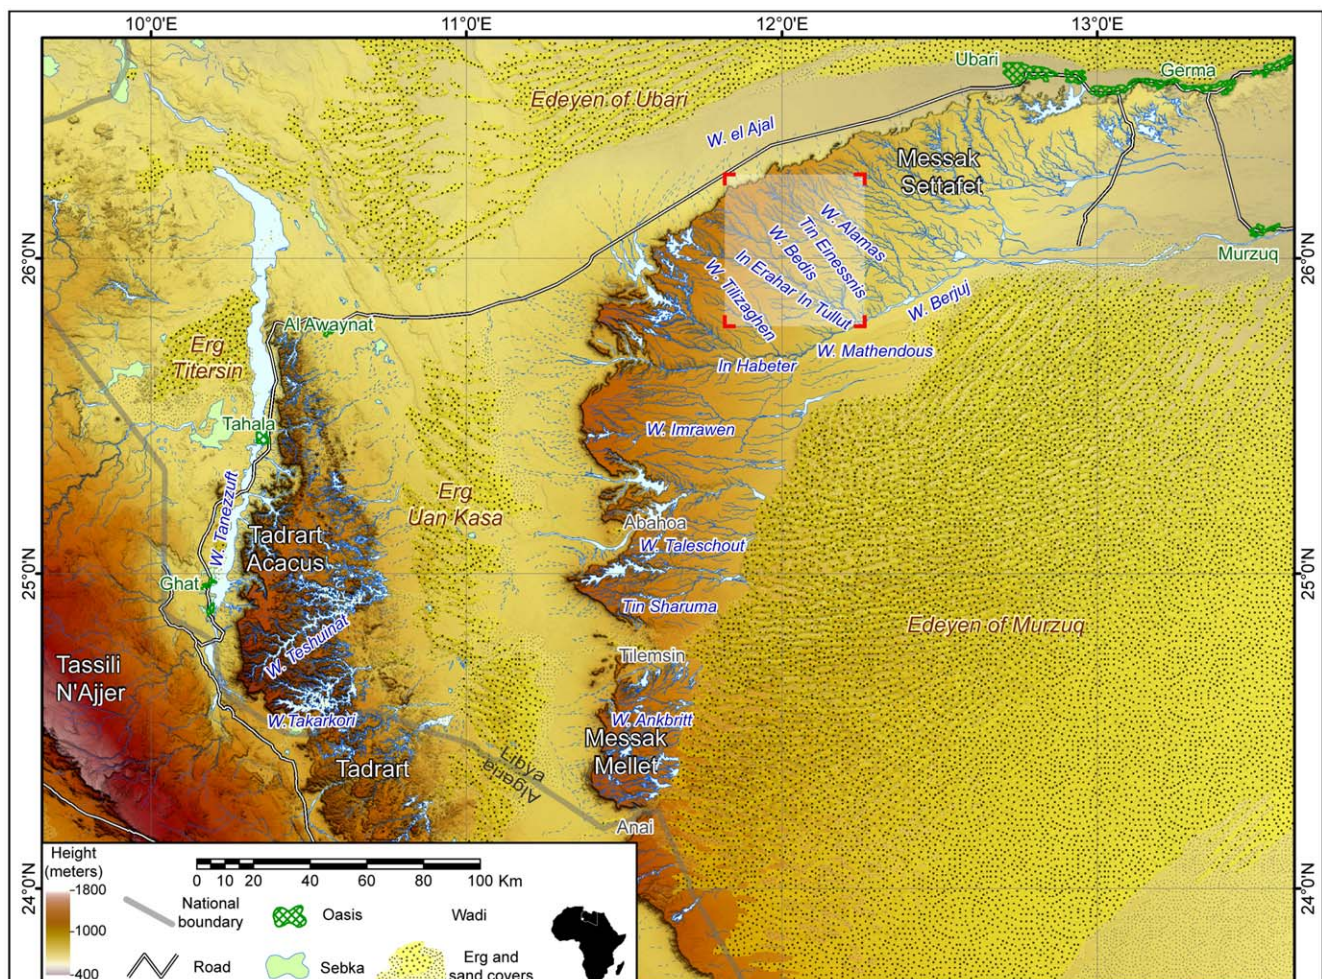 10°0'E
11°0'E
12°0'E
13°0'E
Ubari
Germa
Edeyen of Ubari
W. el Ajal
Messak
Settafet
W. Alamas
Tin Einessnis
W. Bedis
In Erahar In Tullut
W. Tilizaghen
26°0'N
26°0'N
Murzuq
W. Berjuj
Al Awaynat
Erg
Titersin
W. Mathendous
In Habeter
Tahala
W. Imrawen
Erg
Uan Kasa
W. Tanezzuft
Tadrart
Acacus
Abahoa
W. Taleschout
25°0'N
25°0'N
Ghat
Tin Sharuma
Edeyen of Murzuq
W. Teshuinat
Tilemsin
Tassili
N'Ajjer
W.Takarkori
W. Ankbritt
Messak
Mellet
Libya
Algeria
Tadrart
Anai
24°0'N
24°0'N
Height
(meters)
1800
1000
400
0 10 20 40 60 80 100 Km
National
boundary
Oasis
Wadi
Road
Sebka
Erg and
sand covers